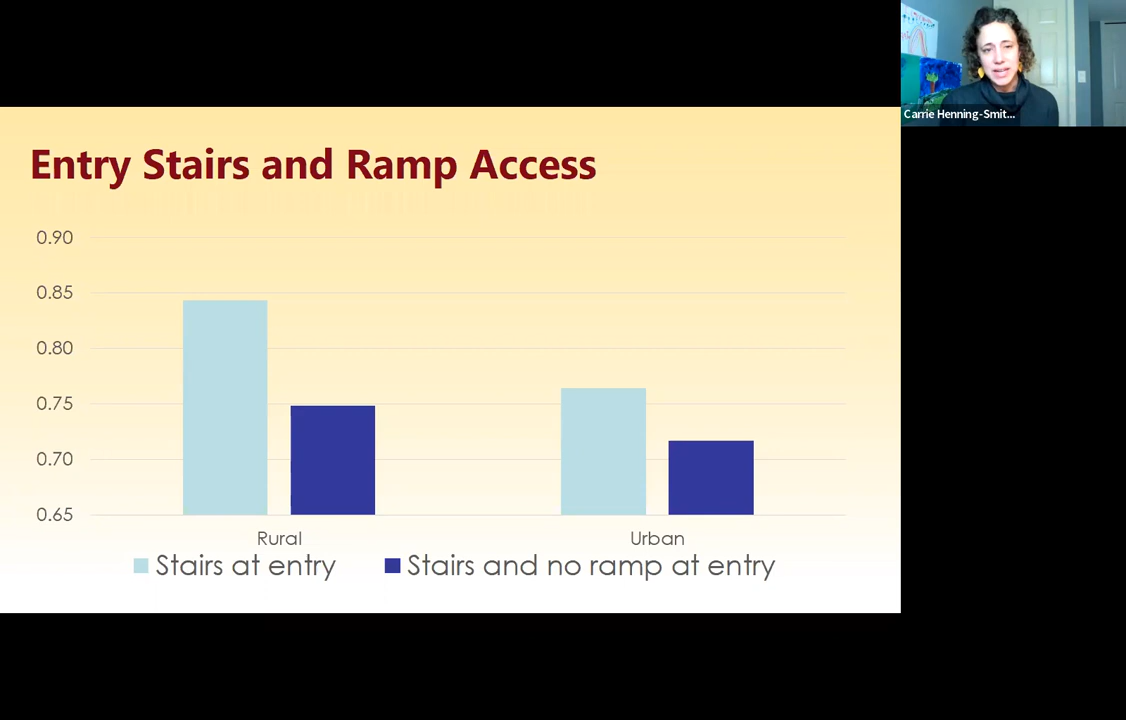 Carrie Henning-Smit...
Entry Stairs and Ramp Access
0.90
0.85
0.80
0.75
0.70
0.65
Rural
Urban
Stairs at entry
Stairs and no ramp at entry